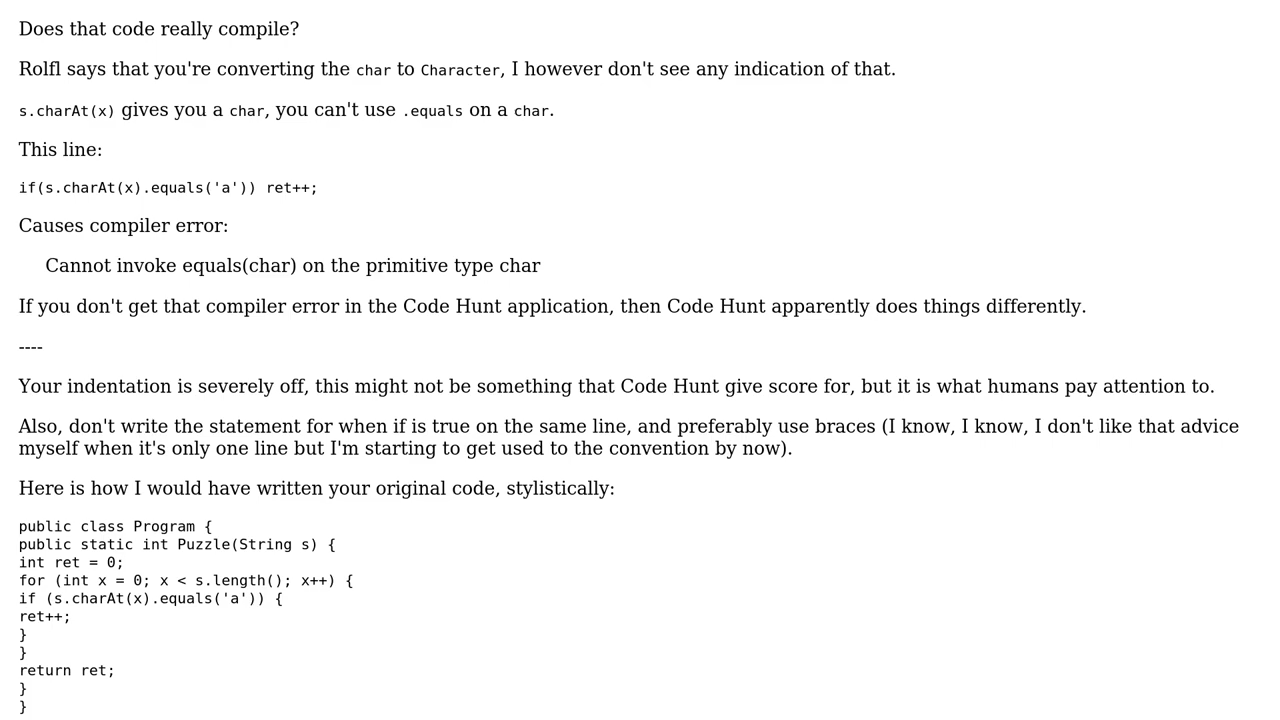 Does that code really compile?
Rolfl says that you're converting the char to Character, I however don't see any indication of that.
s.charAt(x) gives you a char, you can't use .equals on a char.
This line:
if(s.charAt(x).equals('a')) ret++;
Causes compiler error:
Cannot invoke equals(char) on the primitive type char
If you don't get that compiler error in the Code Hunt application, then Code Hunt apparently does things differently.
----
Your indentation is severely off, this might not be something that Code Hunt give score for, but it is what humans pay attention to.
Also, don't write the statement for when if is true on the same line, and preferably use braces (I know, I know, I don't like that advice
myself when it's only one line but I'm starting to get used to the convention by now).
Here is how I would have written your original code, stylistically:
public class Program {
public static int Puzzle(String s) {
int ret = 0;
for (int x = 0; x < s.length(); x++) {
if (s.charAt(x).equals('a')) {
ret++;
}
}
return ret;
}
}